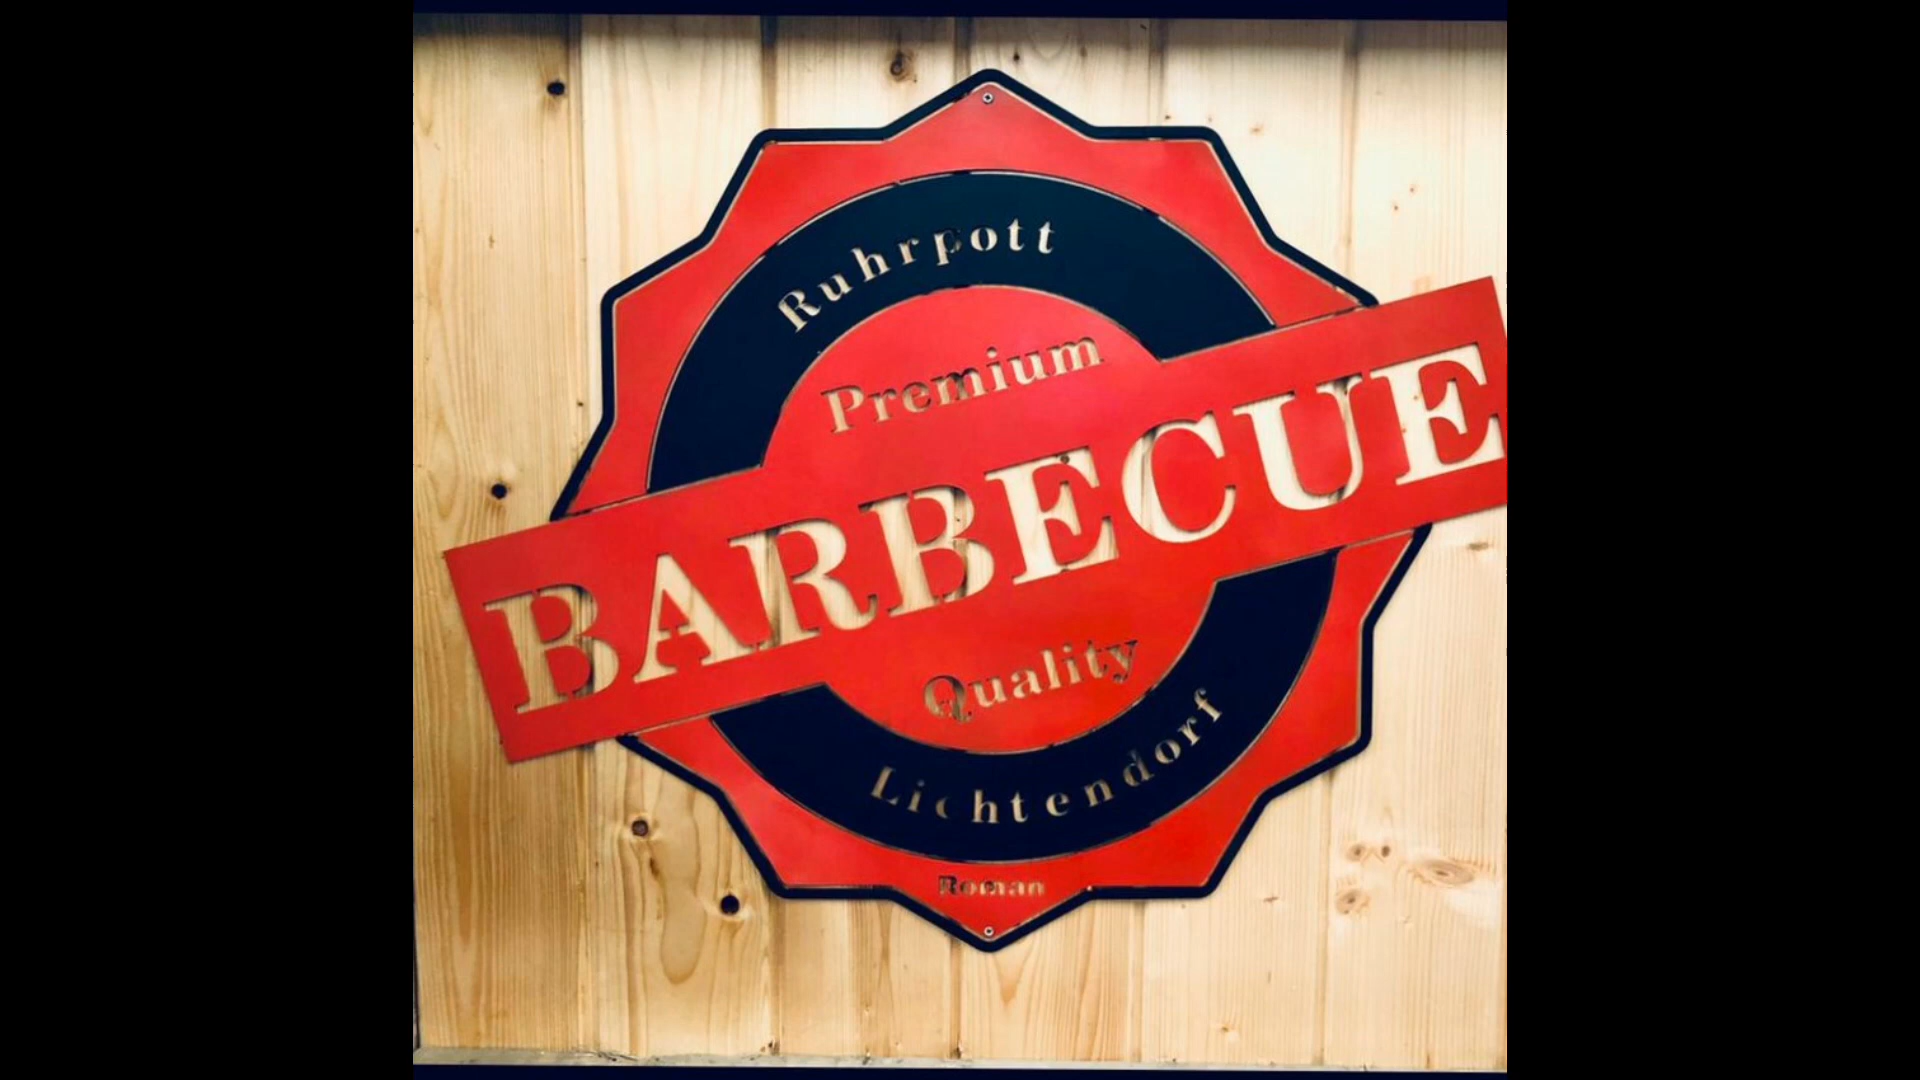 Ruhrpott
Premium
BARBECUE
Quality
Lichtendorf
Roman